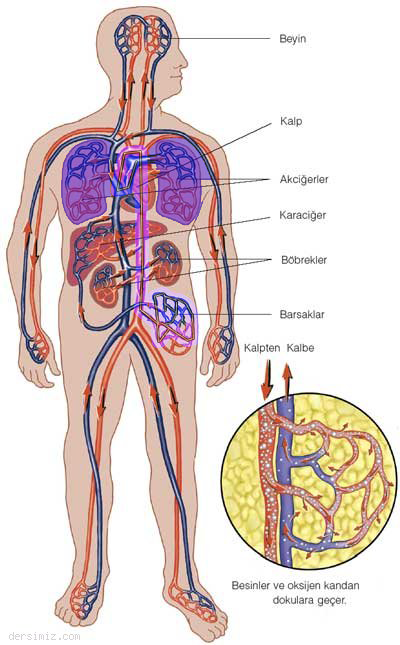 Beyin
Kalp
Akciğerler
Karaciğer
Böbrekler
Barsaklar
Kalpten Kalbe
Besinler ve oksijen kandan
dokulara geçer.
dersimiz.com